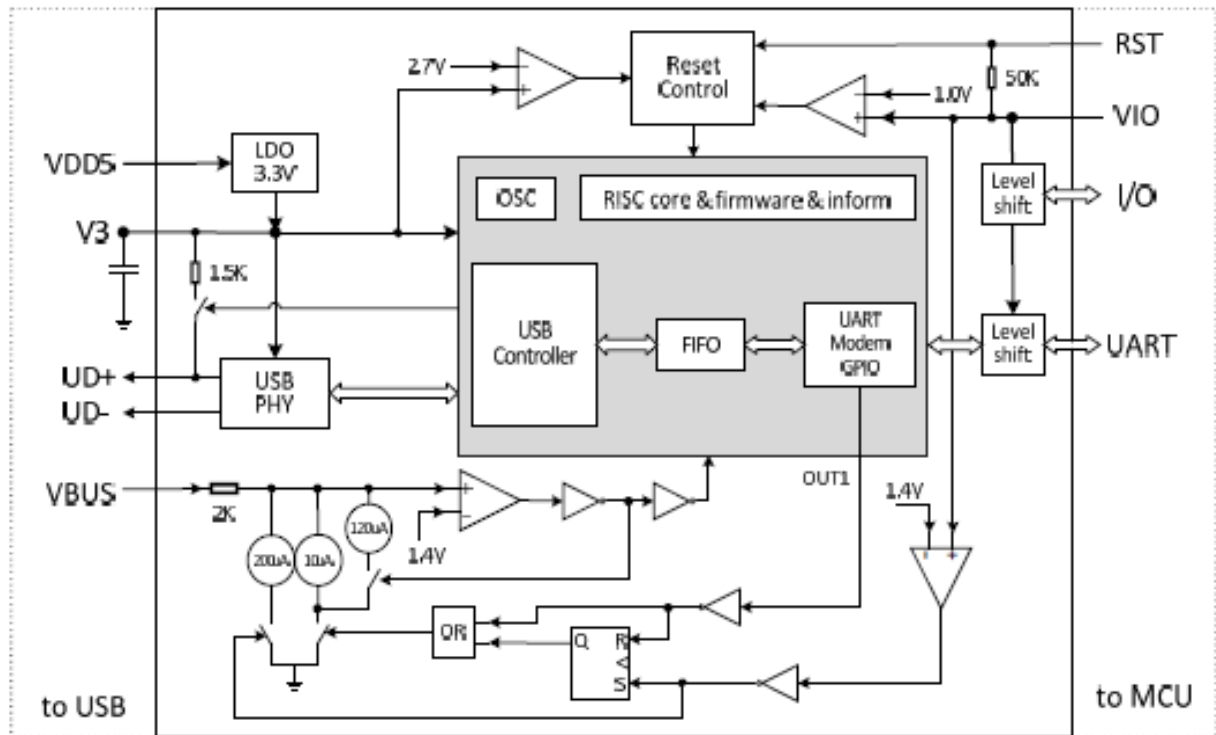 RST
2.7V
Reset
Control
50K
1.0V
VIO
VDD5
LDO
3.3V
IOSC
RISC core & firmware & inform
Level
shift
I/O
V3
1.5K
USB
Controller
FIFO
UART
Modem
GPIO
Level
shift
UART
UD+
USB
PHY
UD-
VBUS
2K
+
-
1.4V
120uA
200uA
10uA
OUT1
1.4V
OR
Q
R
S
to USB
to MCU